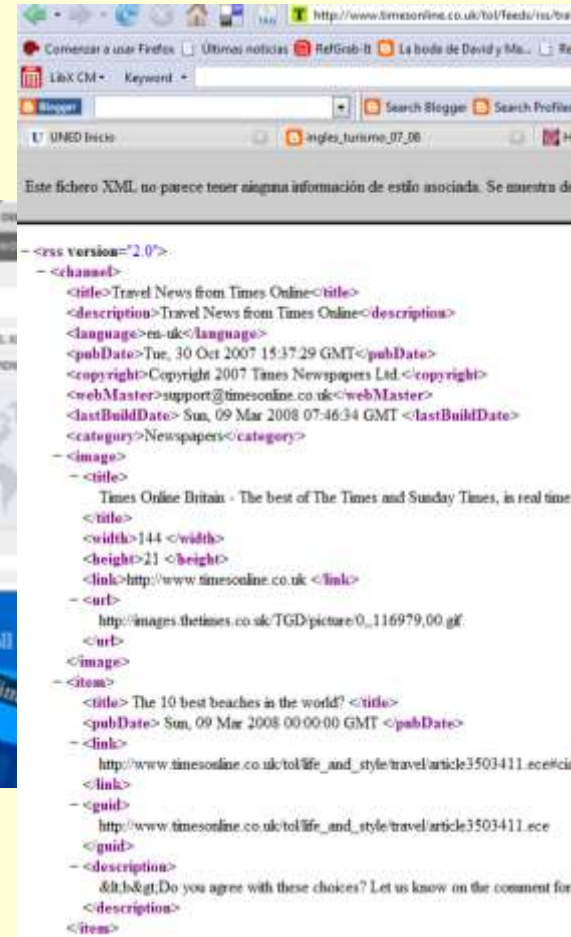 http://www.timesonline.co.uk/tol/feeds/rss/tra
Comenzar a usar Firefox Últimas noticias RefGrab-It La boda de David y Ma... Re
LibX CM Keyword
Blogger Search Blogger Search Profile
UNED Inicio ingles_turismo_07_08 H
Este fichero XML no parece tener ninguna información de estilo asociada. Se muestra de
- <rss version="2.0">
- <channel>
<title>Travel News from Times Online</title>
<description>Travel News from Times Online</description>
<language>en-uk</language>
<pubDate>Tue, 30 Oct 2007 15:37:29 GMT</pubDate>
<copyright>Copyright 2007 Times Newspapers Ltd.</copyright>
<webMaster>support@timesonline.co.uk</webMaster>
<lastBuildDate> Sun, 09 Mar 2008 07:46:34 GMT </lastBuildDate>
<category>Newspapers</category>
- <image>
- <title>
Times Online Britain - The best of The Times and Sunday Times, in real time
</title>
<width>144 </width>
<height>21 </height>
<link>http://www.timesonline.co.uk </link>
- <url>
http://images.thetimes.co.uk/TGD/picture/0,,116979,00.gif
</url>
</image>
- <item>
<title> The 10 best beaches in the world? </title>
<pubDate> Sun, 09 Mar 2008 00:00:00 GMT </pubDate>
- <link>
http://www.timesonline.co.uk/tol/life_and_style/travel/article3503411.ece#cid
</link>
- <guid>
http://www.timesonline.co.uk/tol/life_and_style/travel/article3503411.ece
</guid>
- <description>
&lt;b&gt;Do you agree with these choices? Let us know on the comment for
</description>
</item>